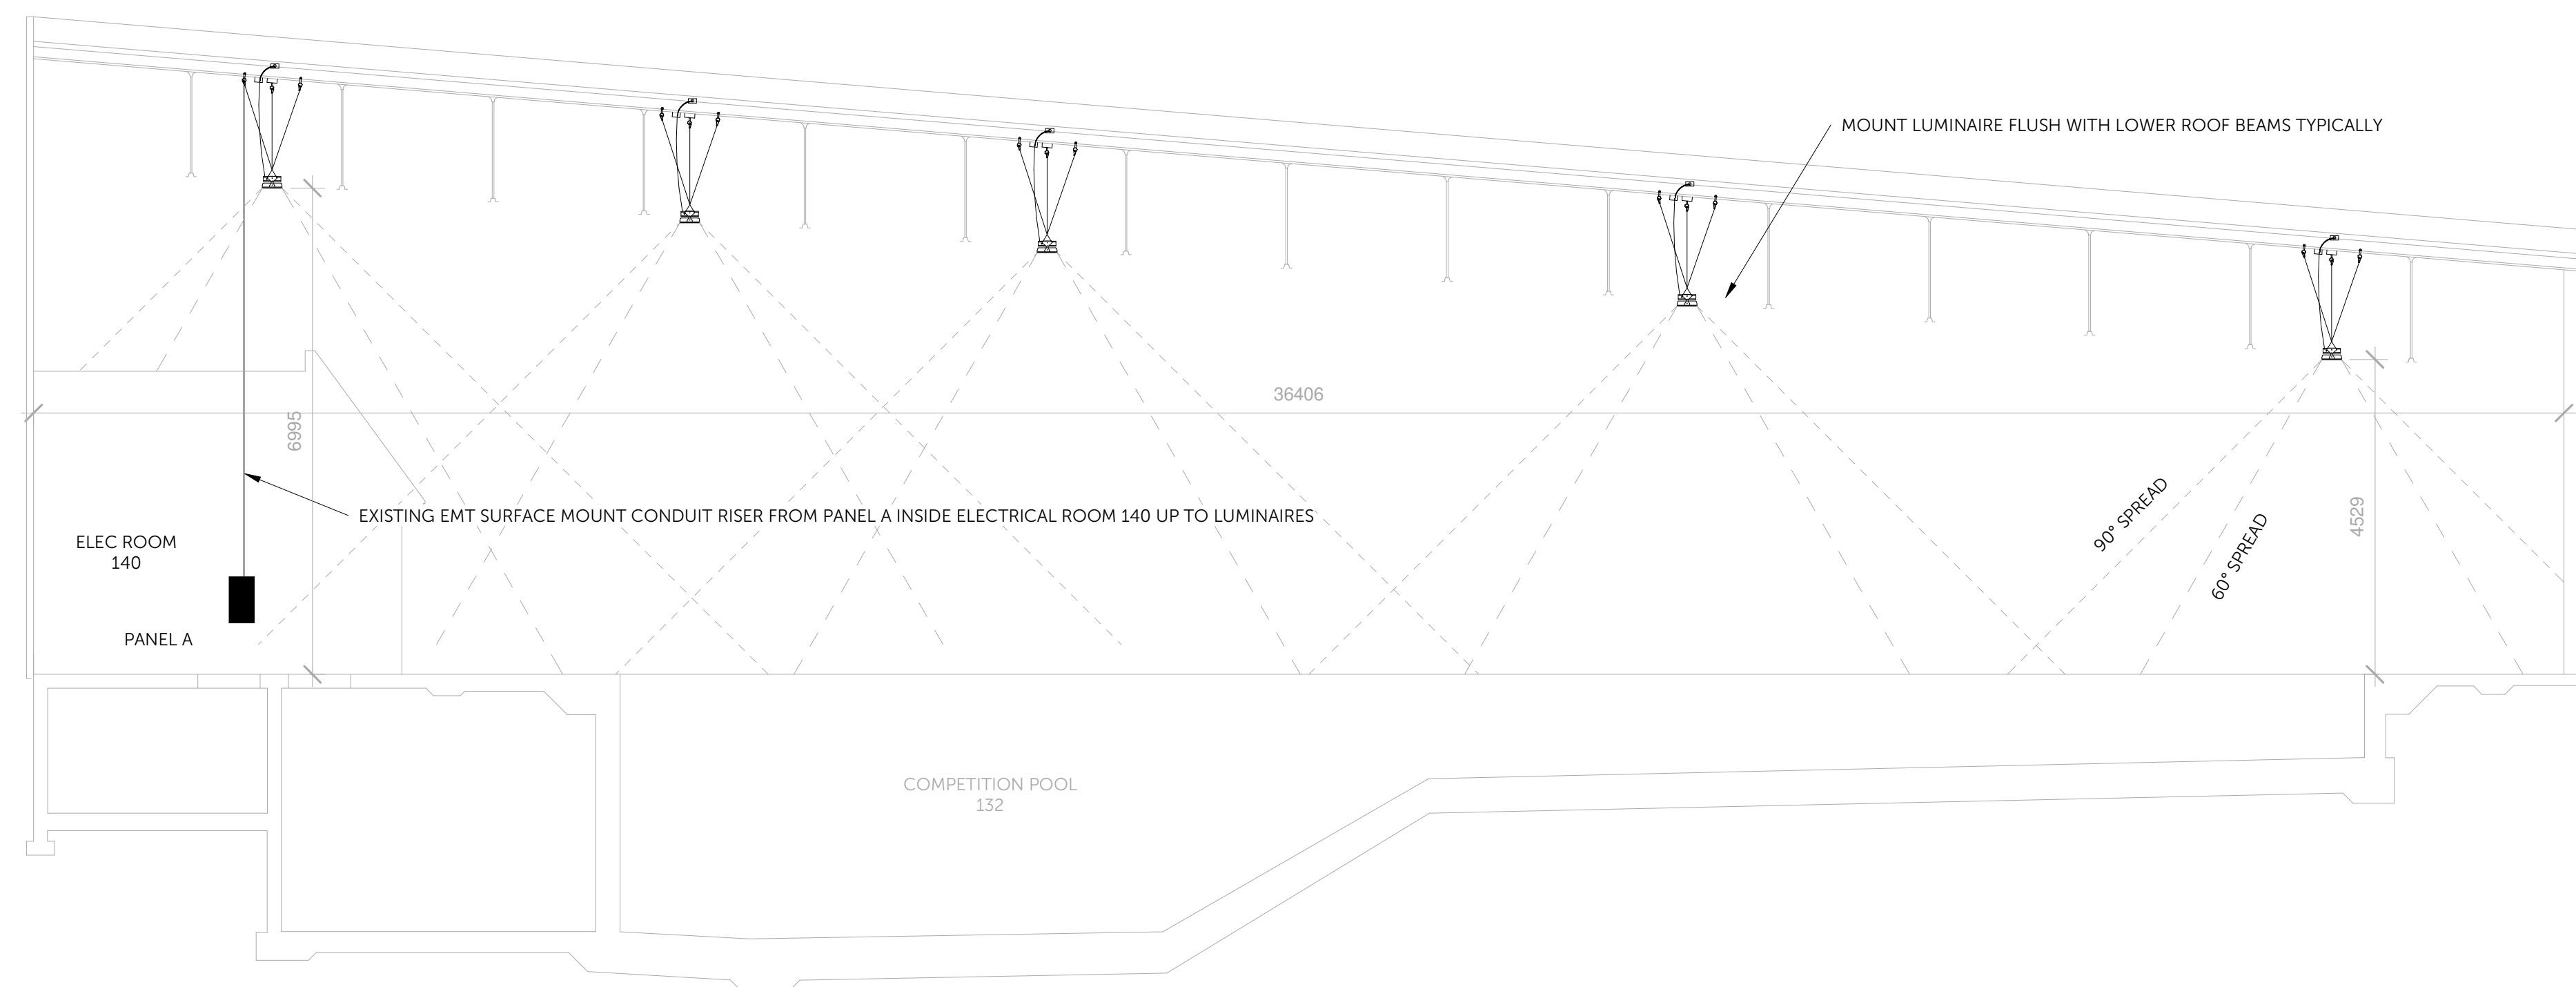 MOUNT LUMINAIRE FLUSH WITH LOWER ROOF BEAMS TYPICALLY
36406
6995
EXISTING EMT SURFACE MOUNT CONDUIT RISER FROM PANEL A INSIDE ELECTRICAL ROOM 140 UP TO LUMINAIRES
ELEC ROOM
140
PANEL A
90° SPREAD
60° SPREAD
4529
COMPETITION POOL
132